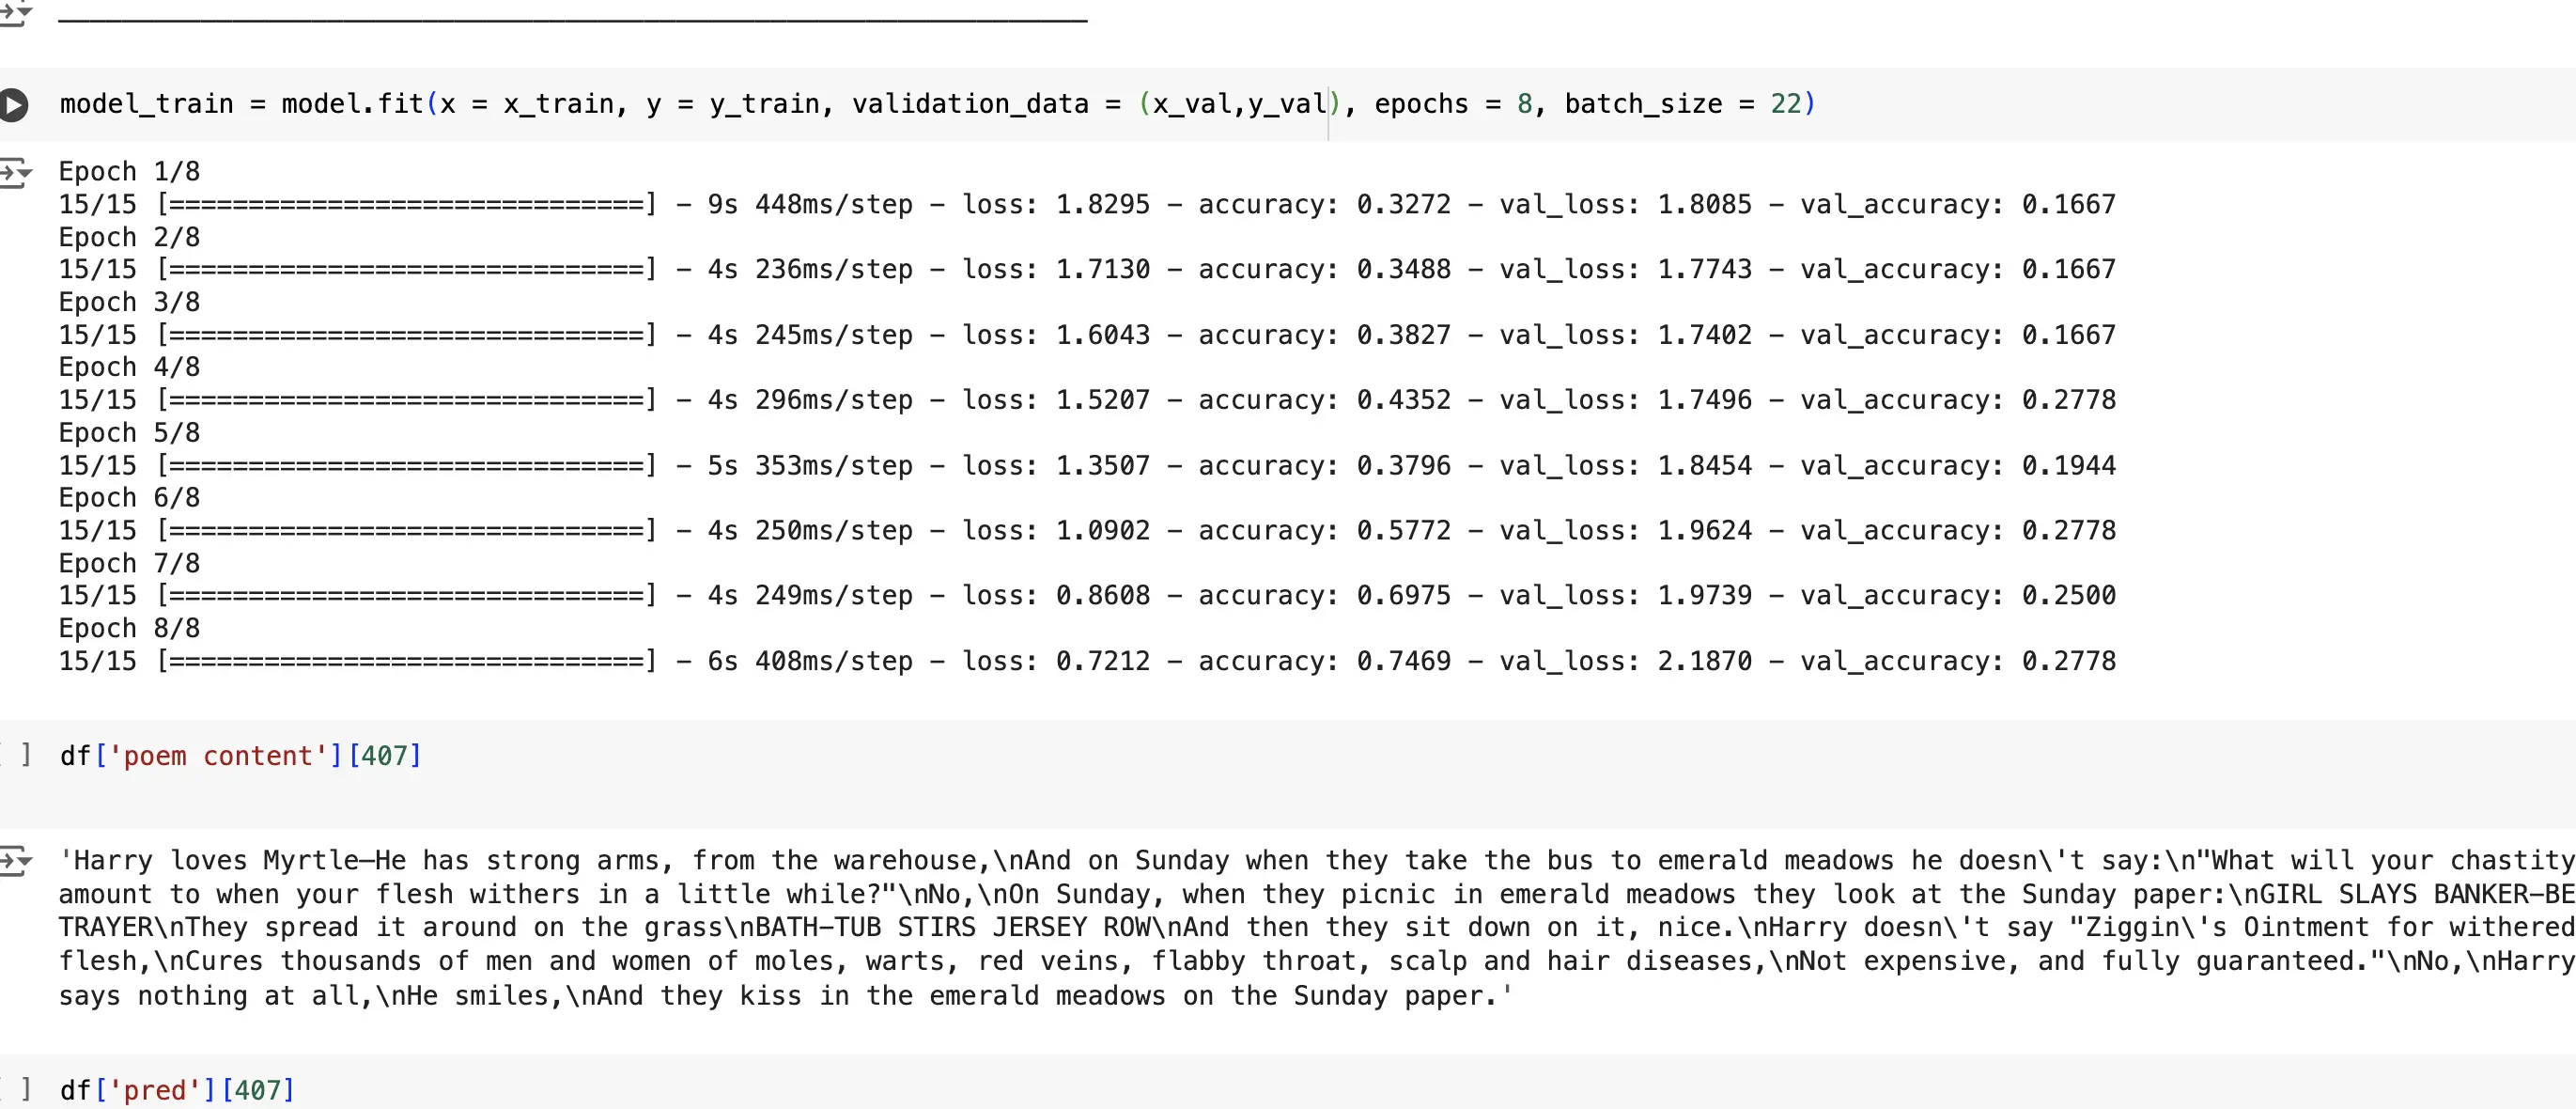 model_train = model.fit(x = x_train, y = y_train, validation_data = (x_val,y_val), epochs = 8, batch_size = 22)
Epoch 1/8
15/15 [==============================] - 9s 448ms/step - loss: 1.8295 - accuracy: 0.3272 - val_loss: 1.8085 - val_accuracy: 0.1667
Epoch 2/8
15/15 [==============================] - 4s 236ms/step - loss: 1.7130 - accuracy: 0.3488 - val_loss: 1.7743 - val_accuracy: 0.1667
Epoch 3/8
15/15 [==============================] - 4s 245ms/step - loss: 1.6043 - accuracy: 0.3827 - val_loss: 1.7402 - val_accuracy: 0.1667
Epoch 4/8
15/15 [==============================] - 4s 296ms/step - loss: 1.5207 - accuracy: 0.4352 - val_loss: 1.7496 - val_accuracy: 0.2778
Epoch 5/8
15/15 [==============================] - 5s 353ms/step - loss: 1.3507 - accuracy: 0.3796 - val_loss: 1.8454 - val_accuracy: 0.1944
Epoch 6/8
15/15 [==============================] - 4s 250ms/step - loss: 1.0902 - accuracy: 0.5772 - val_loss: 1.9624 - val_accuracy: 0.2778
Epoch 7/8
15/15 [==============================] - 4s 249ms/step - loss: 0.8608 - accuracy: 0.6975 - val_loss: 1.9739 - val_accuracy: 0.2500
Epoch 8/8
15/15 [==============================] - 6s 408ms/step - loss: 0.7212 - accuracy: 0.7469 - val_loss: 2.1870 - val_accuracy: 0.2778
[ ] df['poem content'][407]
'Harry loves Myrtle—He has strong arms, from the warehouse,\nAnd on Sunday when they take the bus to emerald meadows he doesn\'t say:\n"What will your chastity
amount to when your flesh withers in a little while?"\nNo,\nOn Sunday, when they picnic in emerald meadows they look at the Sunday paper:\nGIRL SLAYS BANKER-BE
TRAYER\nThey spread it around on the grass\nBATH-TUB STIRS JERSEY ROW\nAnd then they sit down on it, nice.\nHarry doesn\'t say "Ziggin\'s Ointment for withered
flesh,\nCures thousands of men and women of moles, warts, red veins, flabby throat, scalp and hair diseases,\nNot expensive, and fully guaranteed."\nNo,\nHarry
says nothing at all,\nHe smiles,\nAnd they kiss in the emerald meadows on the Sunday paper.'
[ ] df['pred'][407]